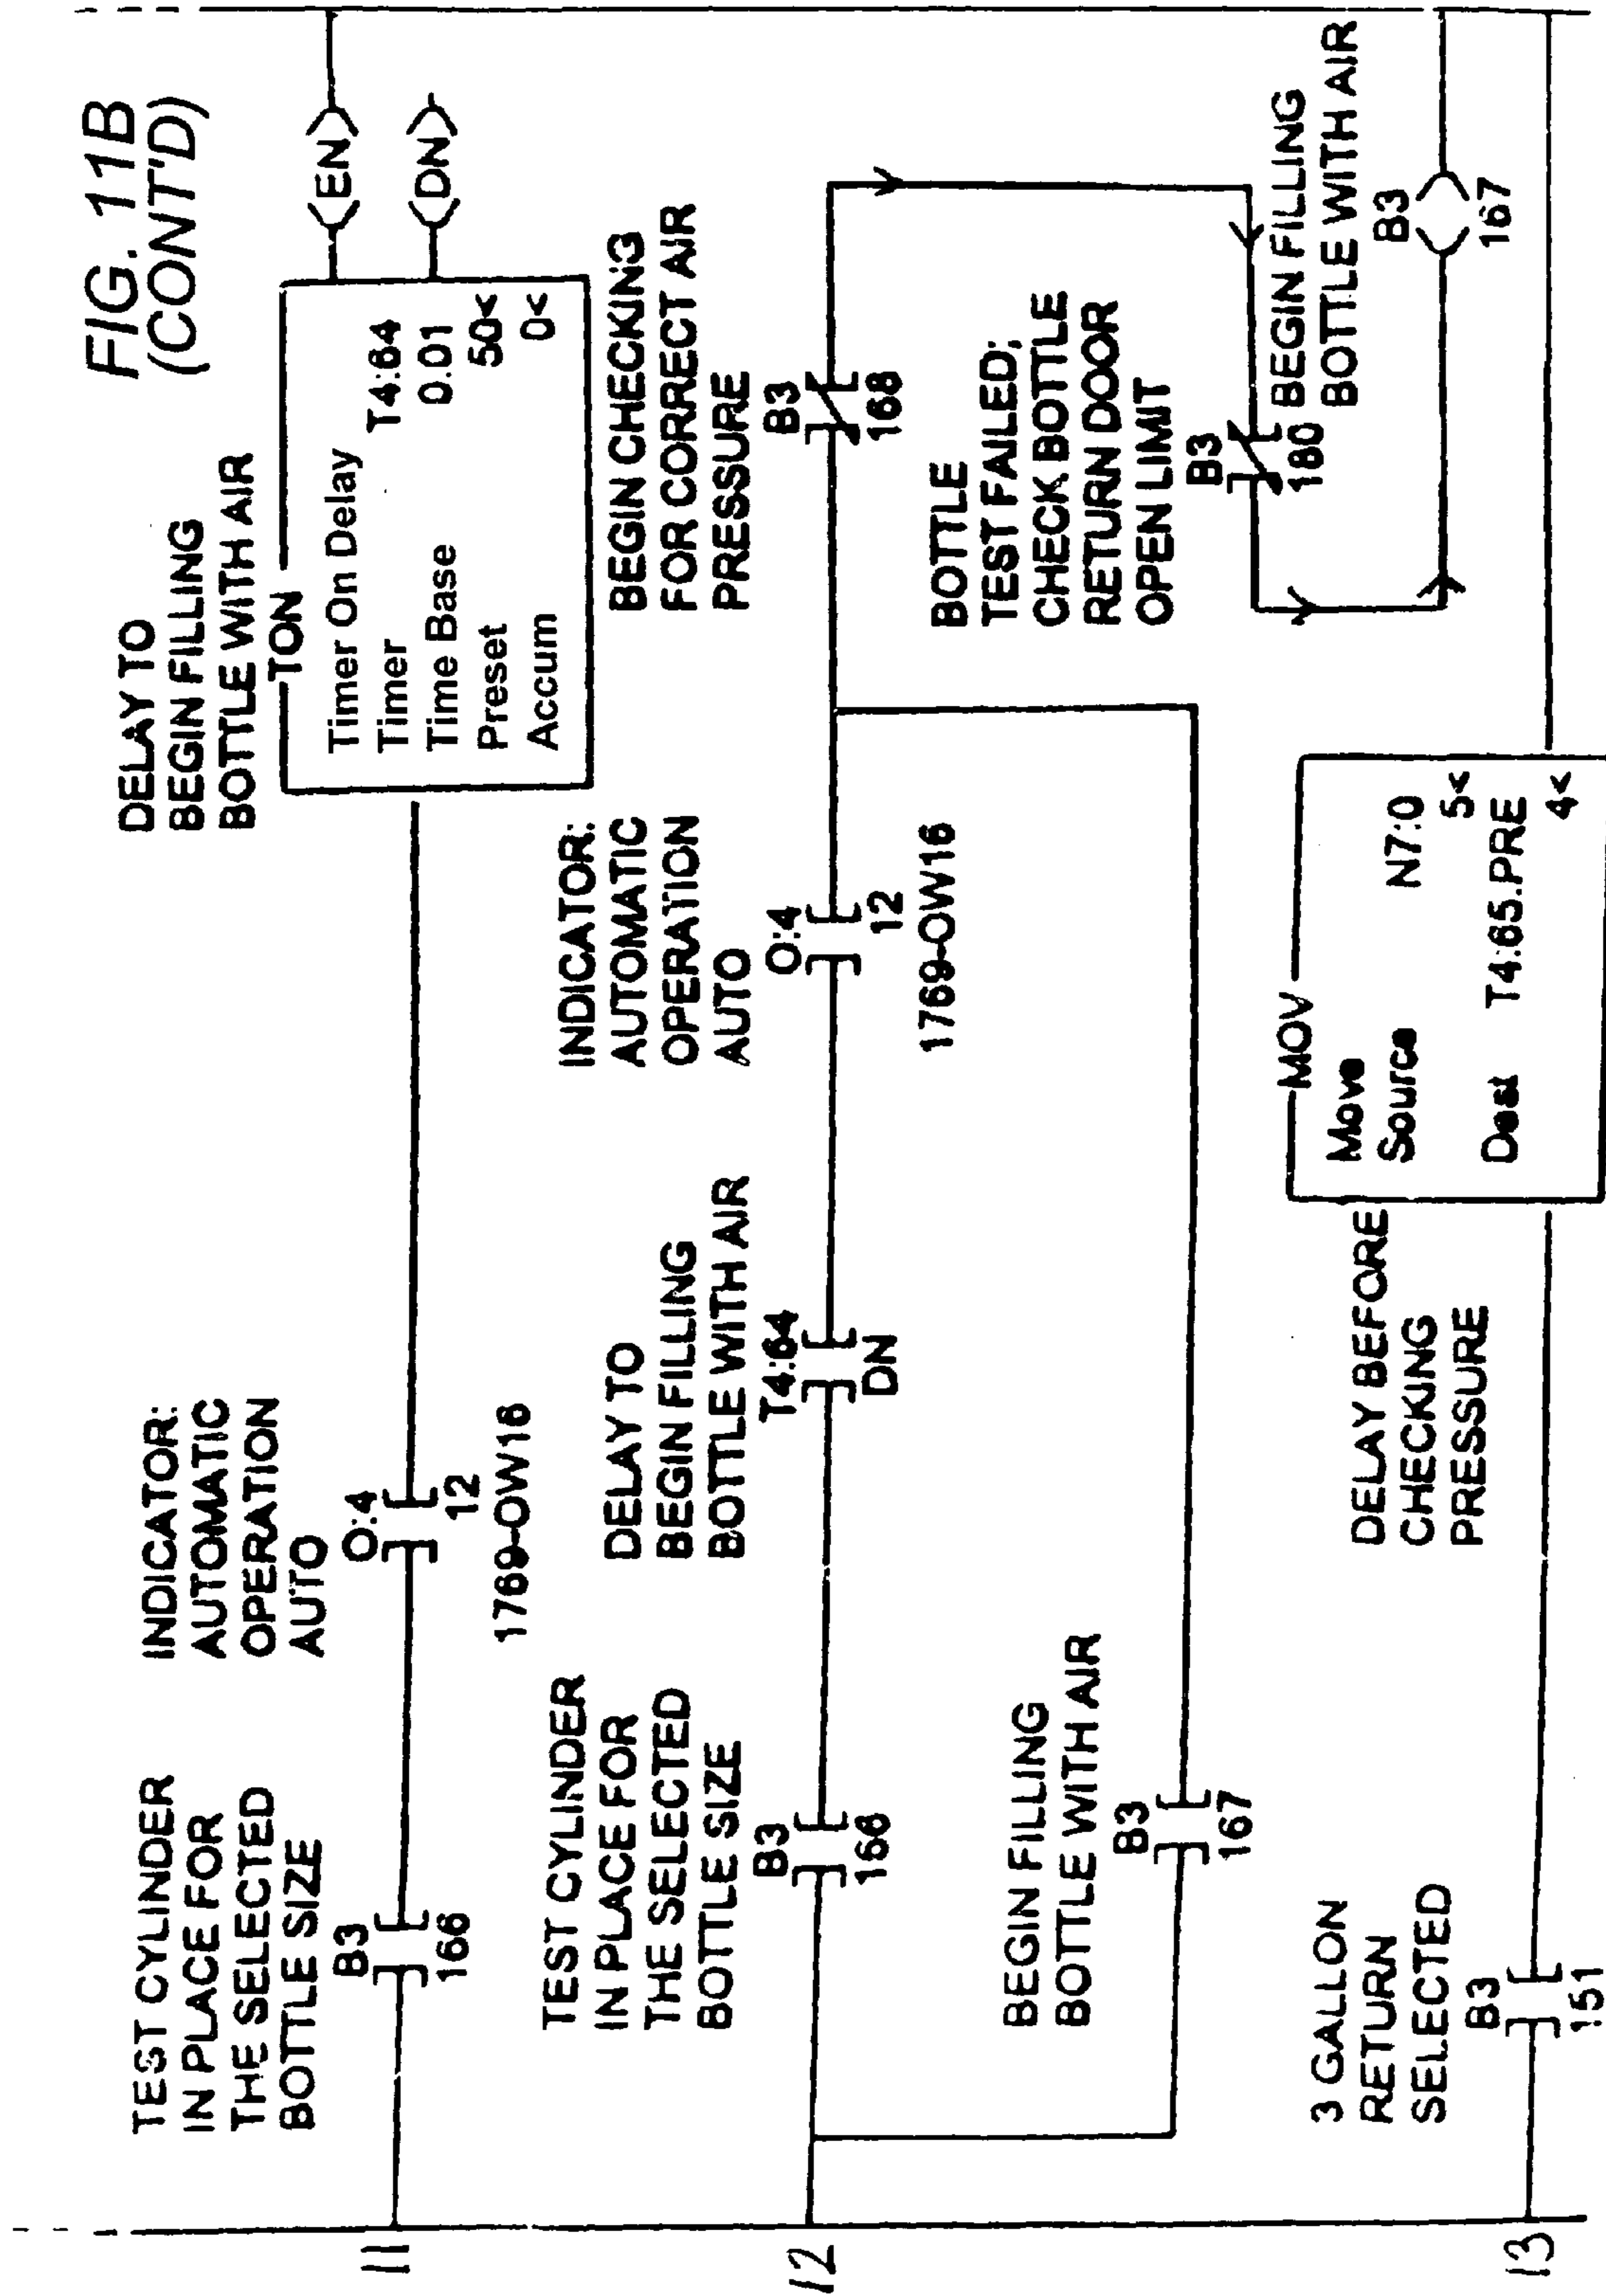 FIG. 11B
(CONT'D)
11
TEST CYLINDER
IN PLACE FOR
THE SELECTED
BOTTLE SIZE
B3
166
INDICATOR:
AUTOMATIC
OPERATION
AUTO
O:4
12
1769-OW16
DELAY TO
BEGIN FILLING
BOTTLE WITH AIR
TON
Timer On Delay
Timer T4:64
Time Base 0.01
Preset 50<
Accum 0<
EN
DN
12
TEST CYLINDER
IN PLACE FOR
THE SELECTED
BOTTLE SIZE
B3
166
DELAY TO
BEGIN FILLING
BOTTLE WITH AIR
T4:64
DN
INDICATOR:
AUTOMATIC
OPERATION
AUTO
O:4
12
1769-OW16
BEGIN CHECKING
FOR CORRECT AIR
PRESSURE
B3
168
BEGIN FILLING
BOTTLE WITH AIR
B3
167
BOTTLE
TEST FAILED;
CHECK BOTTLE
RETURN DOOR
OPEN LIMIT
B3
180
BEGIN FILLING
BOTTLE WITH AIR
B3
167
13
3 GALLON
RETURN
SELECTED
B3
151
DELAY BEFORE
CHECKING
PRESSURE
MOV
Move
Source N7:0
5<
Dest T4:65.PRE
4<